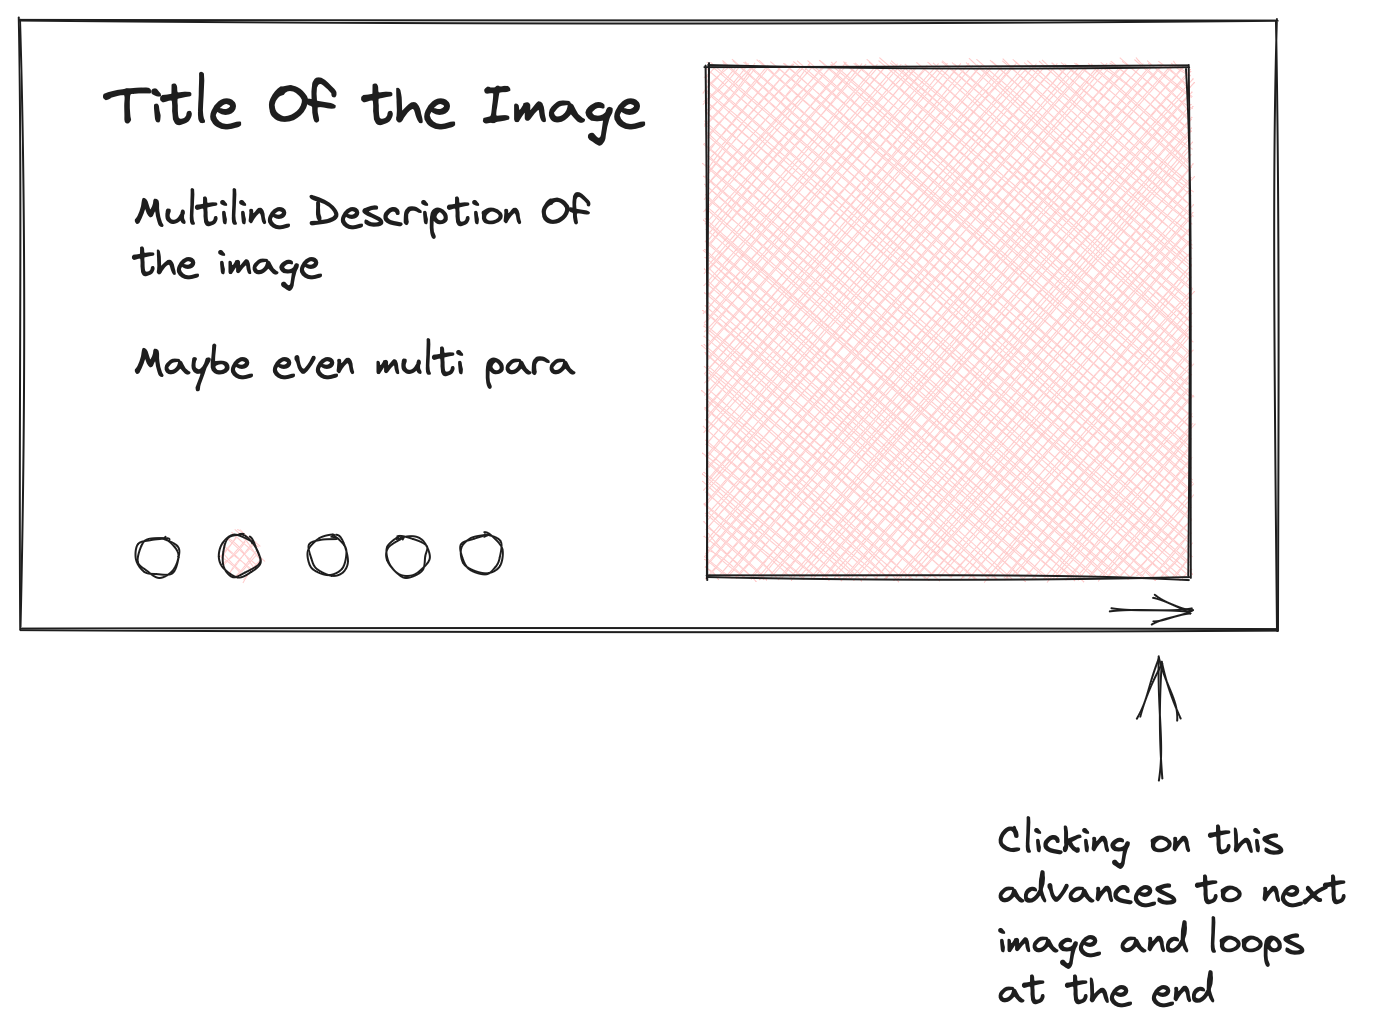 Title Of the Image
Multiline Description Of
the image
Maybe even multi para
Clicking on this
advances to next
image and loops
at the end